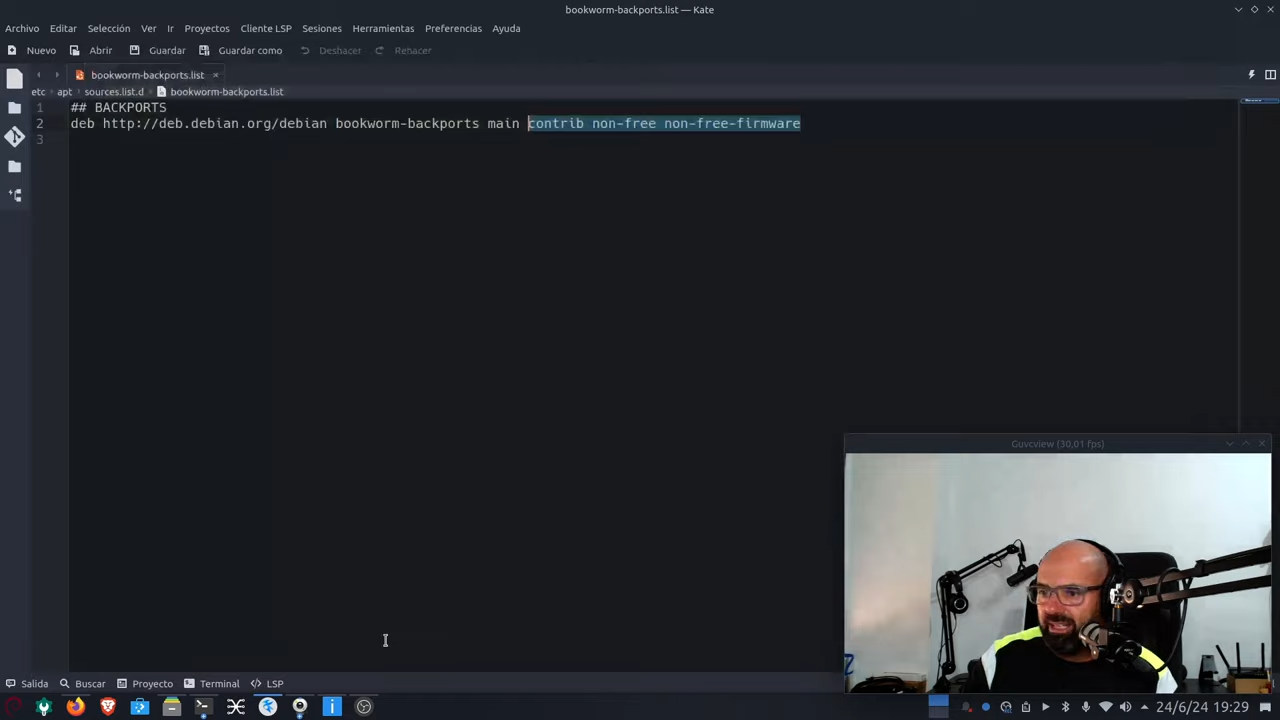 bookworm-backports.list — Kate
Archivo Editar Selección Ver Ir Proyectos Cliente LSP Sesiones Herramientas Preferencias Ayuda
Nuevo Abrir Guardar Guardar como Deshacer Rehacer
bookworm-backports.list
etc apt sources.list.d bookworm-backports.list
1 ## BACKPORTS
2 deb http://deb.debian.org/debian bookworm-backports main contrib non-free non-free-firmware
3
Guvcview (30,01 fps)
Salida Buscar Proyecto Terminal LSP
24/6/24 19:29